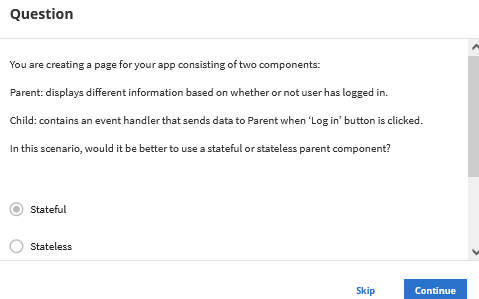 Question
You are creating a page for your app consisting of two components:
Parent: displays different information based on whether or not user has logged in.
Child: contains an event handler that sends data to Parent when ‘Log in’ button is clicked.
In this scenario, would it be better to use a stateful or stateless parent component?
Stateful
Stateless
Skip
Continue